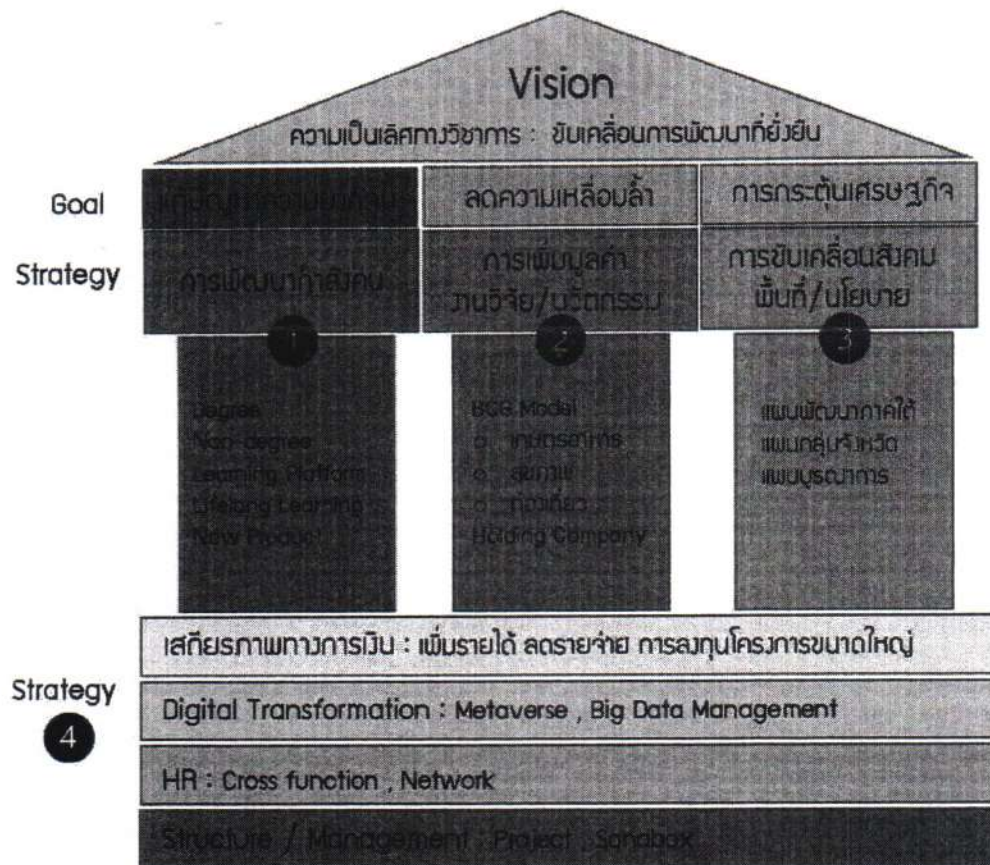 Vision
ความเป็นเลิศทางวิชาการ : ขับเคลื่อนการพัฒนาที่ยั่งยืน
Goal
ลดความเหลื่อมล้ำ
การกระตุ้นเศรษฐกิจ
Strategy
การพัฒนากำลังคน
การเพิ่มมูลค่า
งานวิจัย/นวัตกรรม
การขับเคลื่อนสังคม
พื้นที่/นโยบาย
1
2
3
Degree
Non-degree
Learning Platform
Lifelong Learning
New Product
BCG Model
o เกษตรอาหาร
o สุขภาพ
o ท่องเที่ยว
Holding Company
แผนพัฒนาภาคใต้
แผนกลุ่มจังหวัด
แผนบูรณาการ
เสถียรภาพทางการเงิน : เพิ่มรายได้ ลดรายจ่าย การลงทุนโครงการขนาดใหญ่
Strategy
4
Digital Transformation : Metaverse , Big Data Management
HR : Cross function , Network
Structure / Management : Project , Sandbox